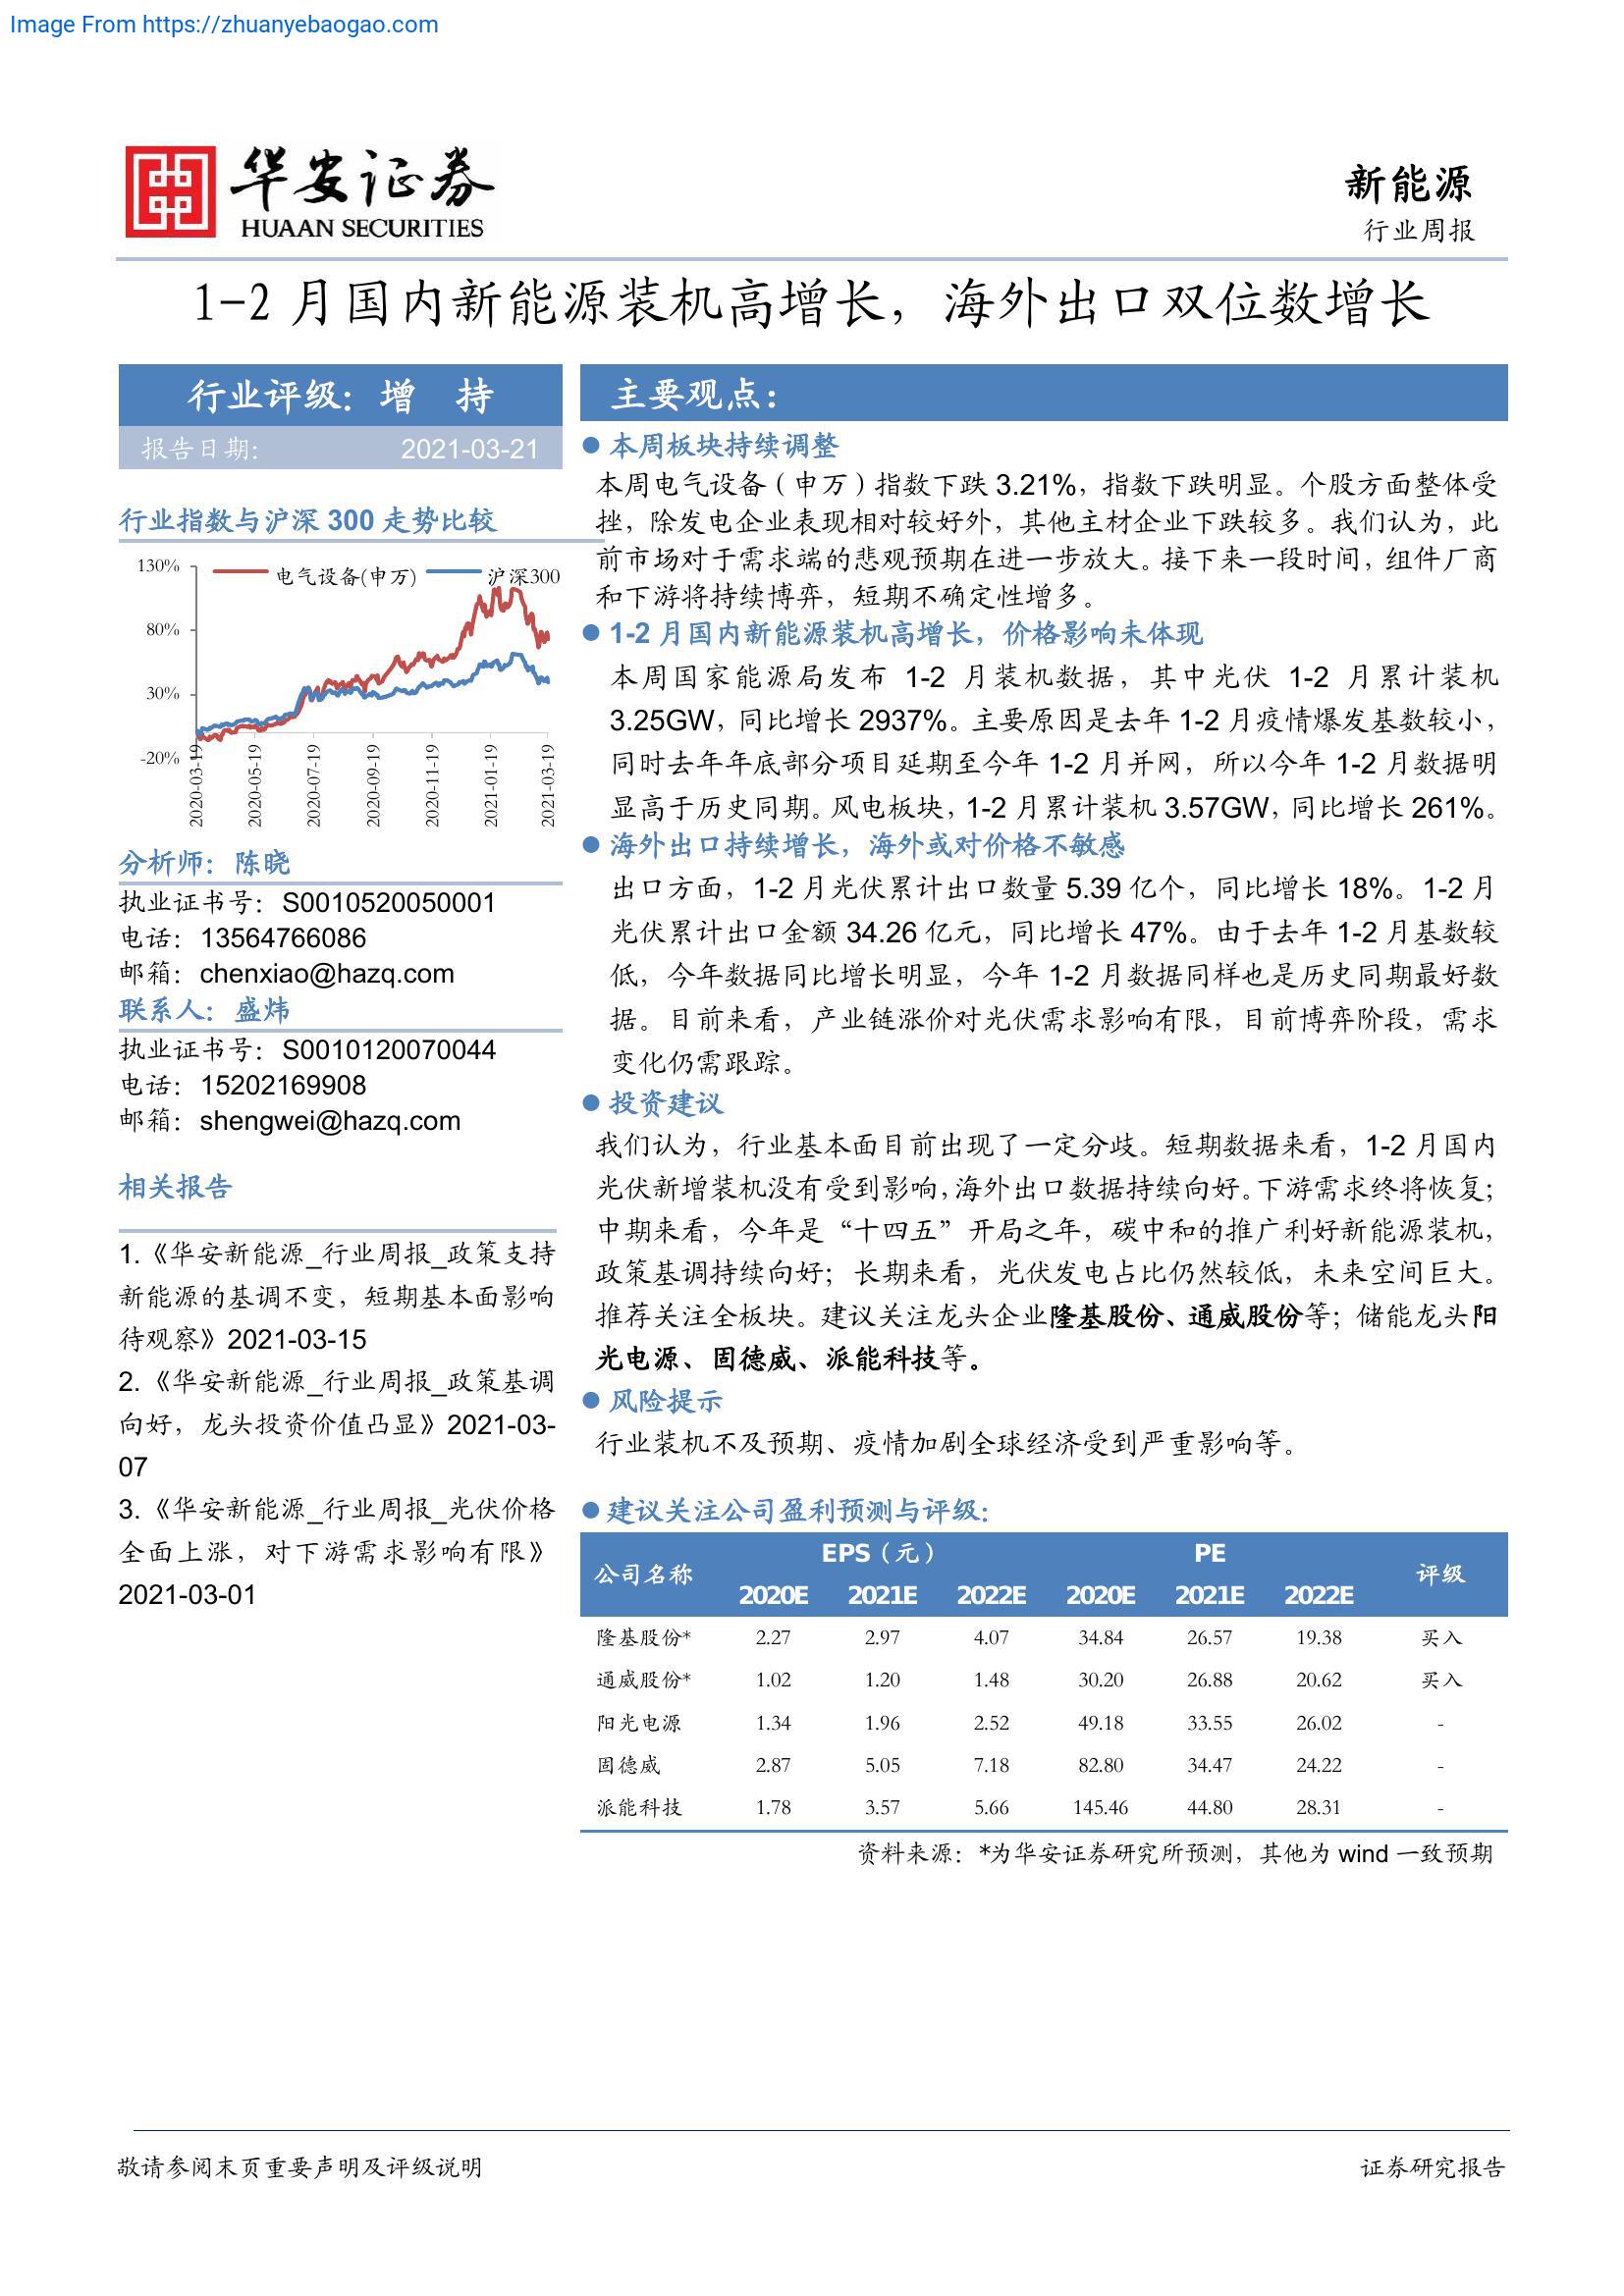 Image From https://zhuanyebaogao.com
华安证券
HUAAN SECURITIES
新能源
行业周报
1-2 月国内新能源装机高增长，海外出口双位数增长
行业评级：增 持
报告日期： 2021-03-21
行业指数与沪深 300 走势比较
130%
80%
30%
-20%
电气设备(申万)
沪深300
2020-03-19
2020-05-19
2020-07-19
2020-09-19
2020-11-19
2021-01-19
2021-03-19
分析师：陈晓
执业证书号：S0010520050001
电话：13564766086
邮箱：chenxiao@hazq.com
联系人：盛炜
执业证书号：S0010120070044
电话：15202169908
邮箱：shengwei@hazq.com
相关报告
1.《华安新能源_行业周报_政策支持
新能源的基调不变，短期基本面影响
待观察》2021-03-15
2.《华安新能源_行业周报_政策基调
向好，龙头投资价值凸显》2021-03-
07
3.《华安新能源_行业周报_光伏价格
全面上涨，对下游需求影响有限》
2021-03-01
主要观点：
● 本周板块持续调整
本周电气设备（申万）指数下跌 3.21%，指数下跌明显。个股方面整体受
挫，除发电企业表现相对较好外，其他主材企业下跌较多。我们认为，此
前市场对于需求端的悲观预期在进一步放大。接下来一段时间，组件厂商
和下游将持续博弈，短期不确定性增多。
● 1-2 月国内新能源装机高增长，价格影响未体现
本周国家能源局发布 1-2 月装机数据，其中光伏 1-2 月累计装机
3.25GW，同比增长 2937%。主要原因是去年 1-2 月疫情爆发基数较小，
同时去年年底部分项目延期至今年 1-2 月并网，所以今年 1-2 月数据明
显高于历史同期。风电板块，1-2 月累计装机 3.57GW，同比增长 261%。
● 海外出口持续增长，海外或对价格不敏感
出口方面，1-2 月光伏累计出口数量 5.39 亿个，同比增长 18%。1-2 月
光伏累计出口金额 34.26 亿元，同比增长 47%。由于去年 1-2 月基数较
低，今年数据同比增长明显，今年 1-2 月数据同样也是历史同期最好数
据。目前来看，产业链涨价对光伏需求影响有限，目前博弈阶段，需求
变化仍需跟踪。
● 投资建议
我们认为，行业基本面目前出现了一定分歧。短期数据来看，1-2 月国内
光伏新增装机没有受到影响，海外出口数据持续向好。下游需求终将恢复；
中期来看，今年是“十四五”开局之年，碳中和的推广利好新能源装机，
政策基调持续向好；长期来看，光伏发电占比仍然较低，未来空间巨大。
推荐关注全板块。建议关注龙头企业隆基股份、通威股份等；储能龙头阳
光电源、固德威、派能科技等。
● 风险提示
行业装机不及预期、疫情加剧全球经济受到严重影响等。
● 建议关注公司盈利预测与评级：
公司名称 EPS（元） PE 评级
2020E 2021E 2022E 2020E 2021E 2022E
隆基股份* 2.27 2.97 4.07 34.84 26.57 19.38 买入
通威股份* 1.02 1.20 1.48 30.20 26.88 20.62 买入
阳光电源 1.34 1.96 2.52 49.18 33.55 26.02 -
固德威 2.87 5.05 7.18 82.80 34.47 24.22 -
派能科技 1.78 3.57 5.66 145.46 44.80 28.31 -
资料来源：*为华安证券研究所预测，其他为 wind 一致预期
敬请参阅末页重要声明及评级说明
证券研究报告